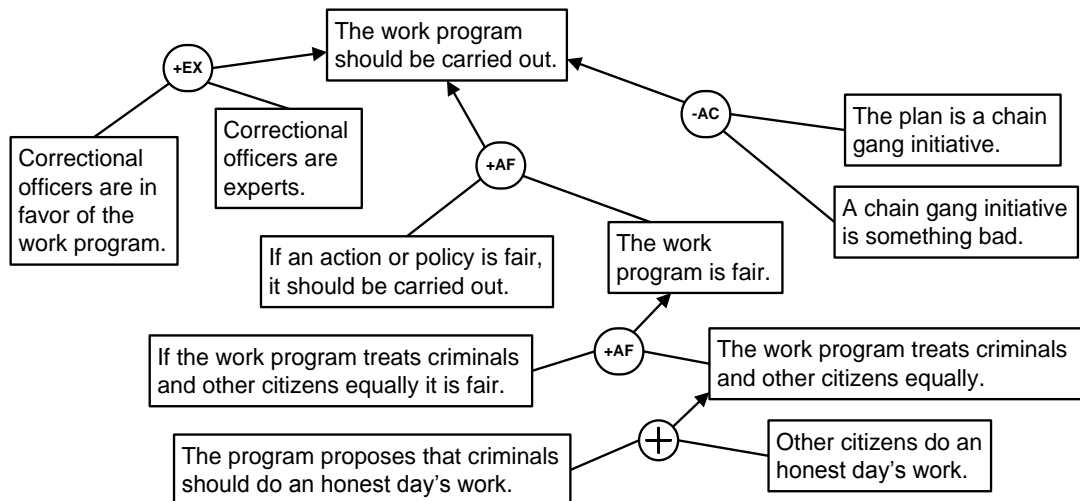 The work program
should be carried out.
+EX
-AC
The plan is a chain
gang initiative.
Correctional
officers are in
favor of the
work program.
Correctional
officers are
experts.
+AF
A chain gang initiative
is something bad.
If an action or policy is fair,
it should be carried out.
The work
program is fair.
If the work program treats criminals
and other citizens equally it is fair.
+AF
The work program treats criminals
and other citizens equally.
The program proposes that criminals
should do an honest day's work.
+
Other citizens do an
honest day's work.